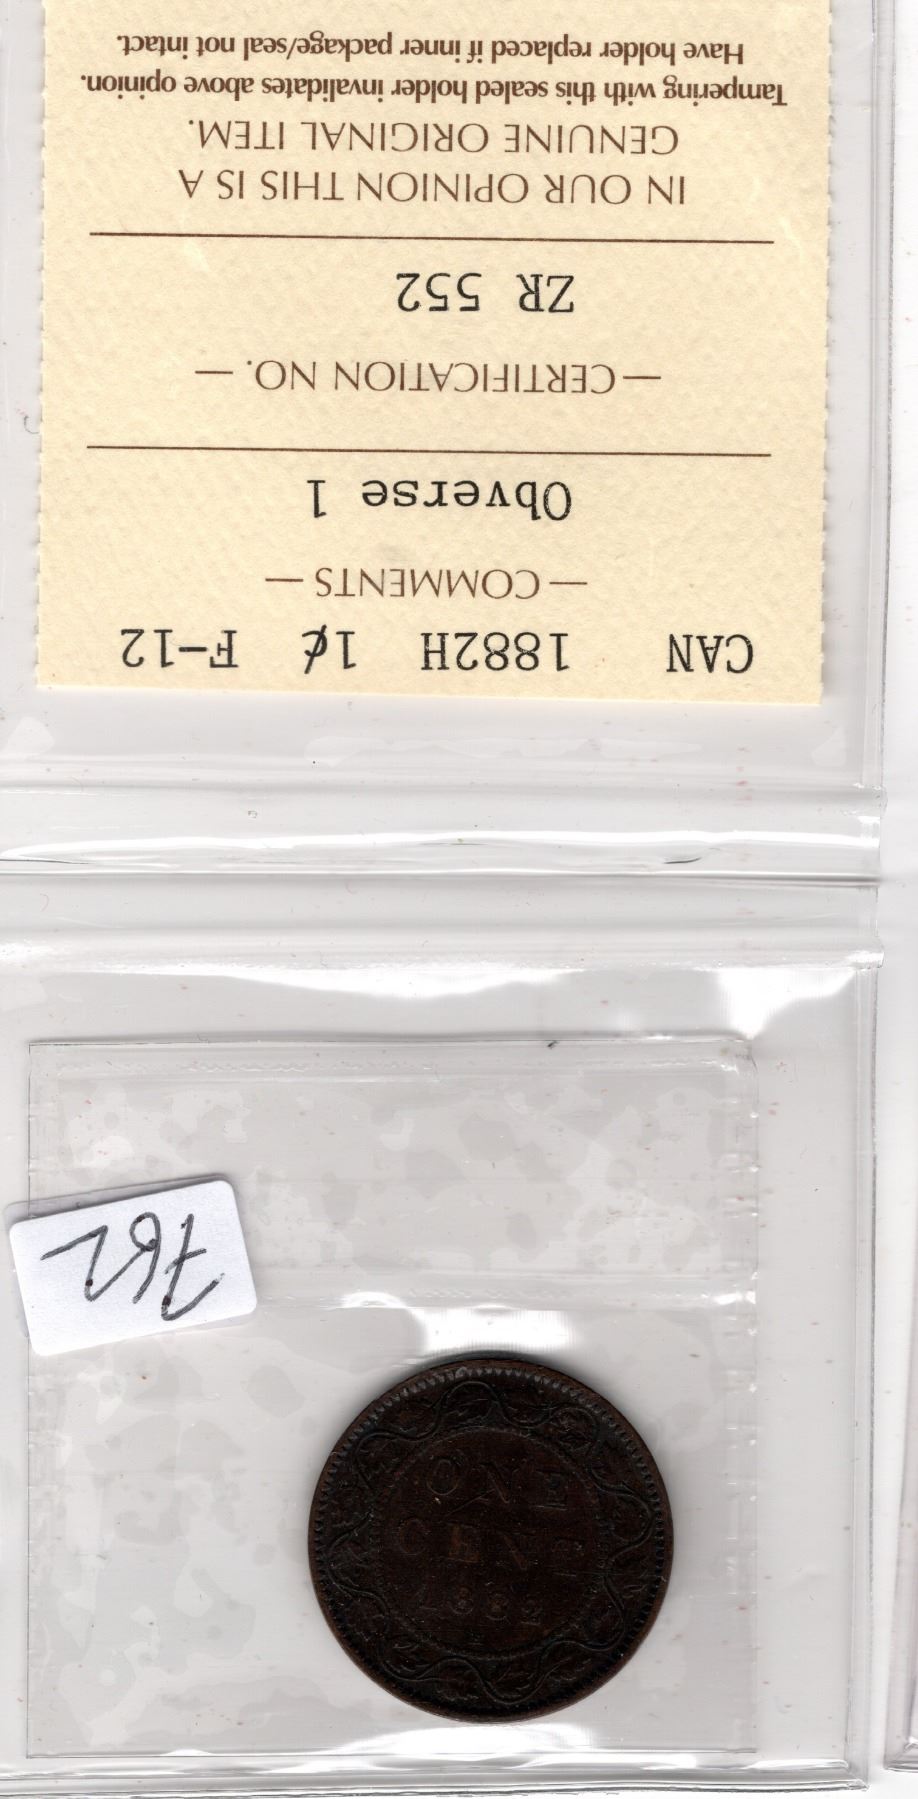 CAN 1882H 1¢ F-12
— COMMENTS —
Obverse 1
— CERTIFICATION NO. —
ZR 552
IN OUR OPINION THIS IS A
GENUINE ORIGINAL ITEM.
Tampering with this sealed holder invalidates above opinion.
Have holder replaced if inner package/seal not intact.
762
ONE
CENT
1882
H